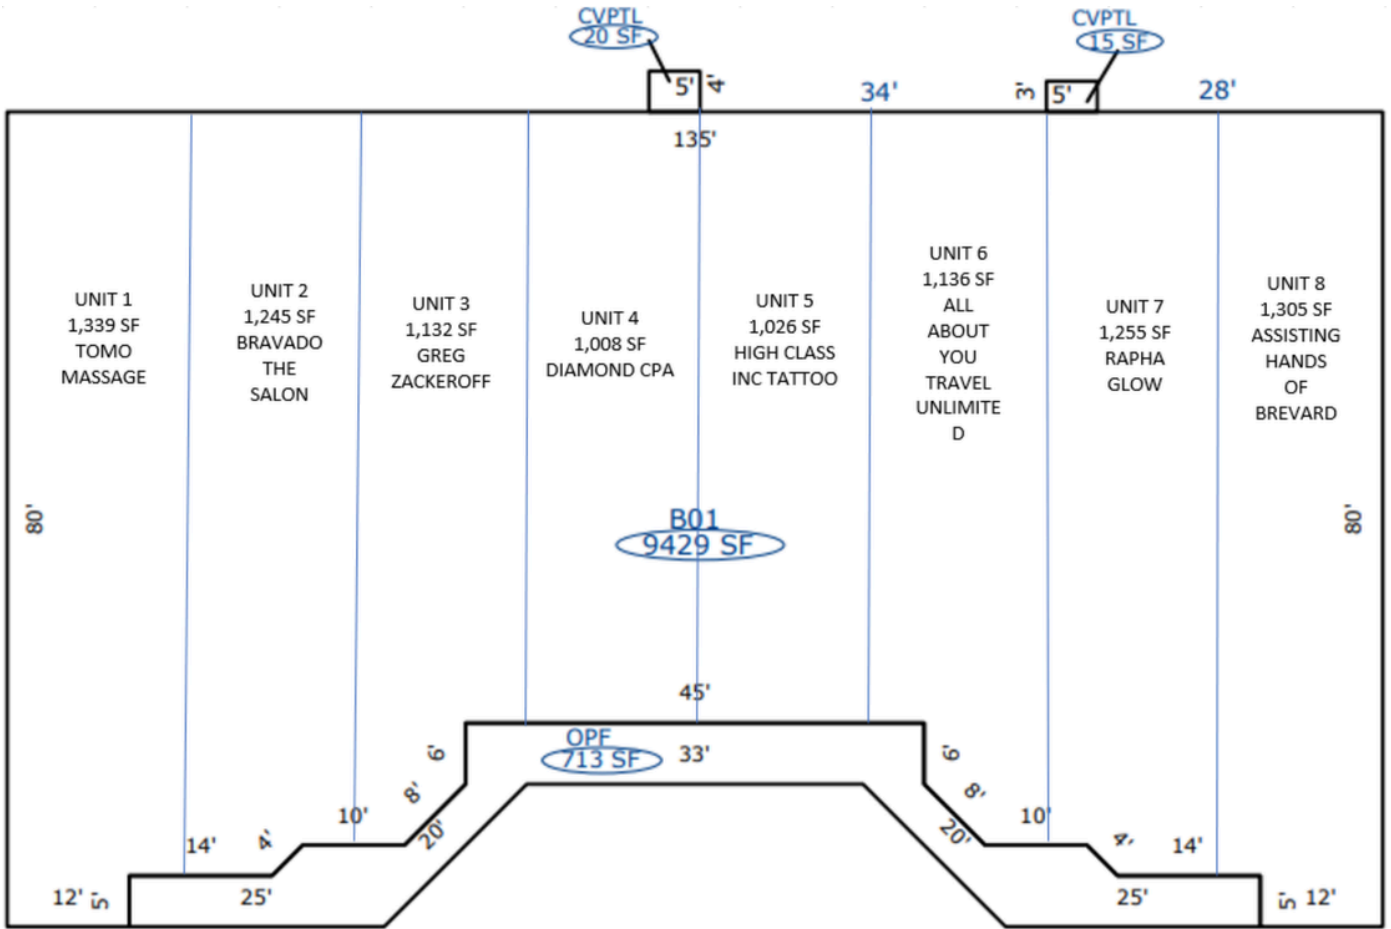 CVPTL
20 SF
CVPTL
15 SF
5'
4'
34'
3'
5'
28'
135'
UNIT 1
1,339 SF
TOMO
MASSAGE
UNIT 2
1,245 SF
BRAVADO
THE
SALON
UNIT 3
1,132 SF
GREG
ZACKEROFF
UNIT 4
1,008 SF
DIAMOND CPA
UNIT 5
1,026 SF
HIGH CLASS
INC TATTOO
UNIT 6
1,136 SF
ALL
ABOUT
YOU
TRAVEL
UNLIMITE
D
UNIT 7
1,255 SF
RAPHA
GLOW
UNIT 8
1,305 SF
ASSISTING
HANDS
OF
BREVARD
80'
B01
9429 SF
80'
45'
OPF
713 SF
33'
6'
6'
8'
8'
10'
20'
20'
10'
14'
4'
4'
14'
12'
5'
25'
25'
5'
12'